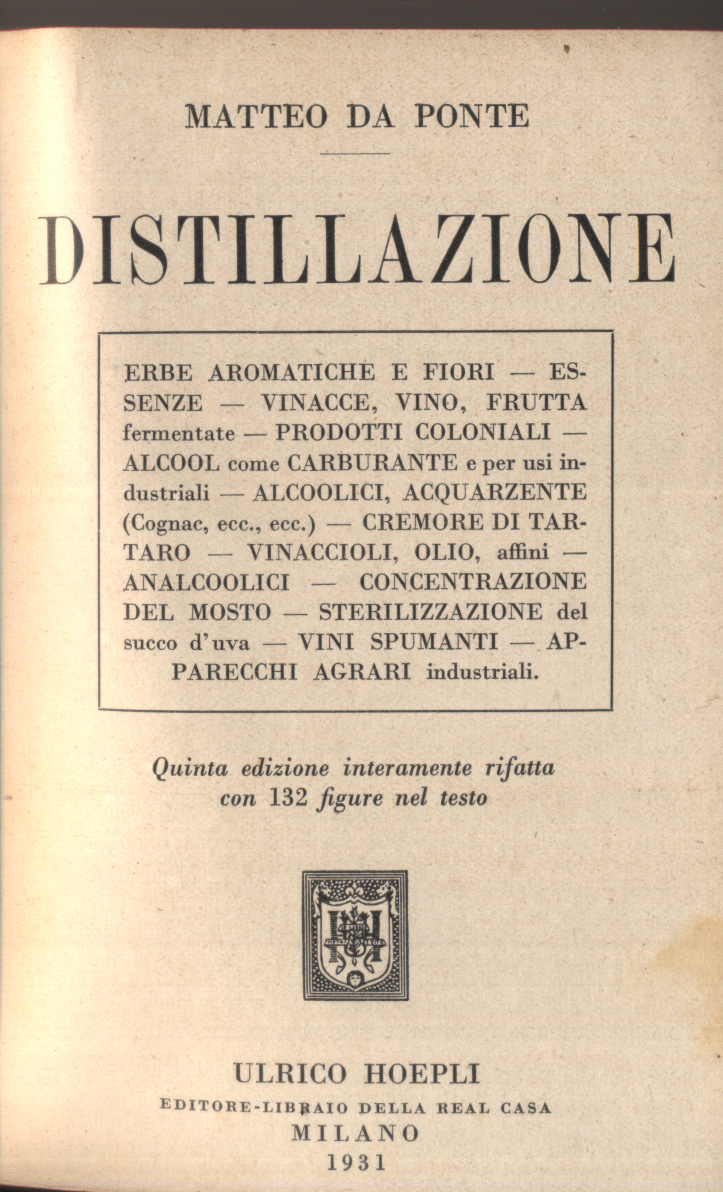 MATTEO DA PONTE
DISTILLAZIONE
ERBE AROMATICHE E FIORI — ES-
SENZE — VINACCE, VINO, FRUTTA
fermentate — PRODOTTI COLONIALI —
ALCOOL come CARBURANTE e per usi in-
dustriali — ALCOOLICI, ACQUARZENTE
(Cognac, ecc., ecc.) — CREMORE DI TAR-
TARO — VINACCIOLI, OLIO, affini —
ANALCOOLICI — CONCENTRAZIONE
DEL MOSTO — STERILIZZAZIONE del
succo d'uva — VINI SPUMANTI — AP-
PARECCHI AGRARI industriali.
Quinta edizione interamente rifatta
con 132 figure nel testo
ULRICO HOEPLI
EDITORE-LIBRAIO DELLA REAL CASA
MILANO
1931